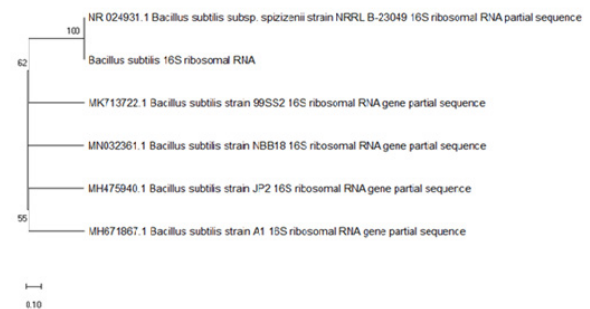 NR 024931.1 Bacillus subtilis subsp. spizizenii strain NRRL B-23049 16S ribosomal RNA partial sequence
100
Bacillus subtilis 16S ribosomal RNA
62
MK713722.1 Bacillus subtilis strain 99SS2 16S ribosomal RNA gene partial sequence
MN032361.1 Bacillus subtilis strain NBB18 16S ribosomal RNA gene partial sequence
MH475940.1 Bacillus subtilis strain JP2 16S ribosomal RNA gene partial sequence
55
MH671867.1 Bacillus subtilis strain A1 16S ribosomal RNA gene partial sequence
0.10